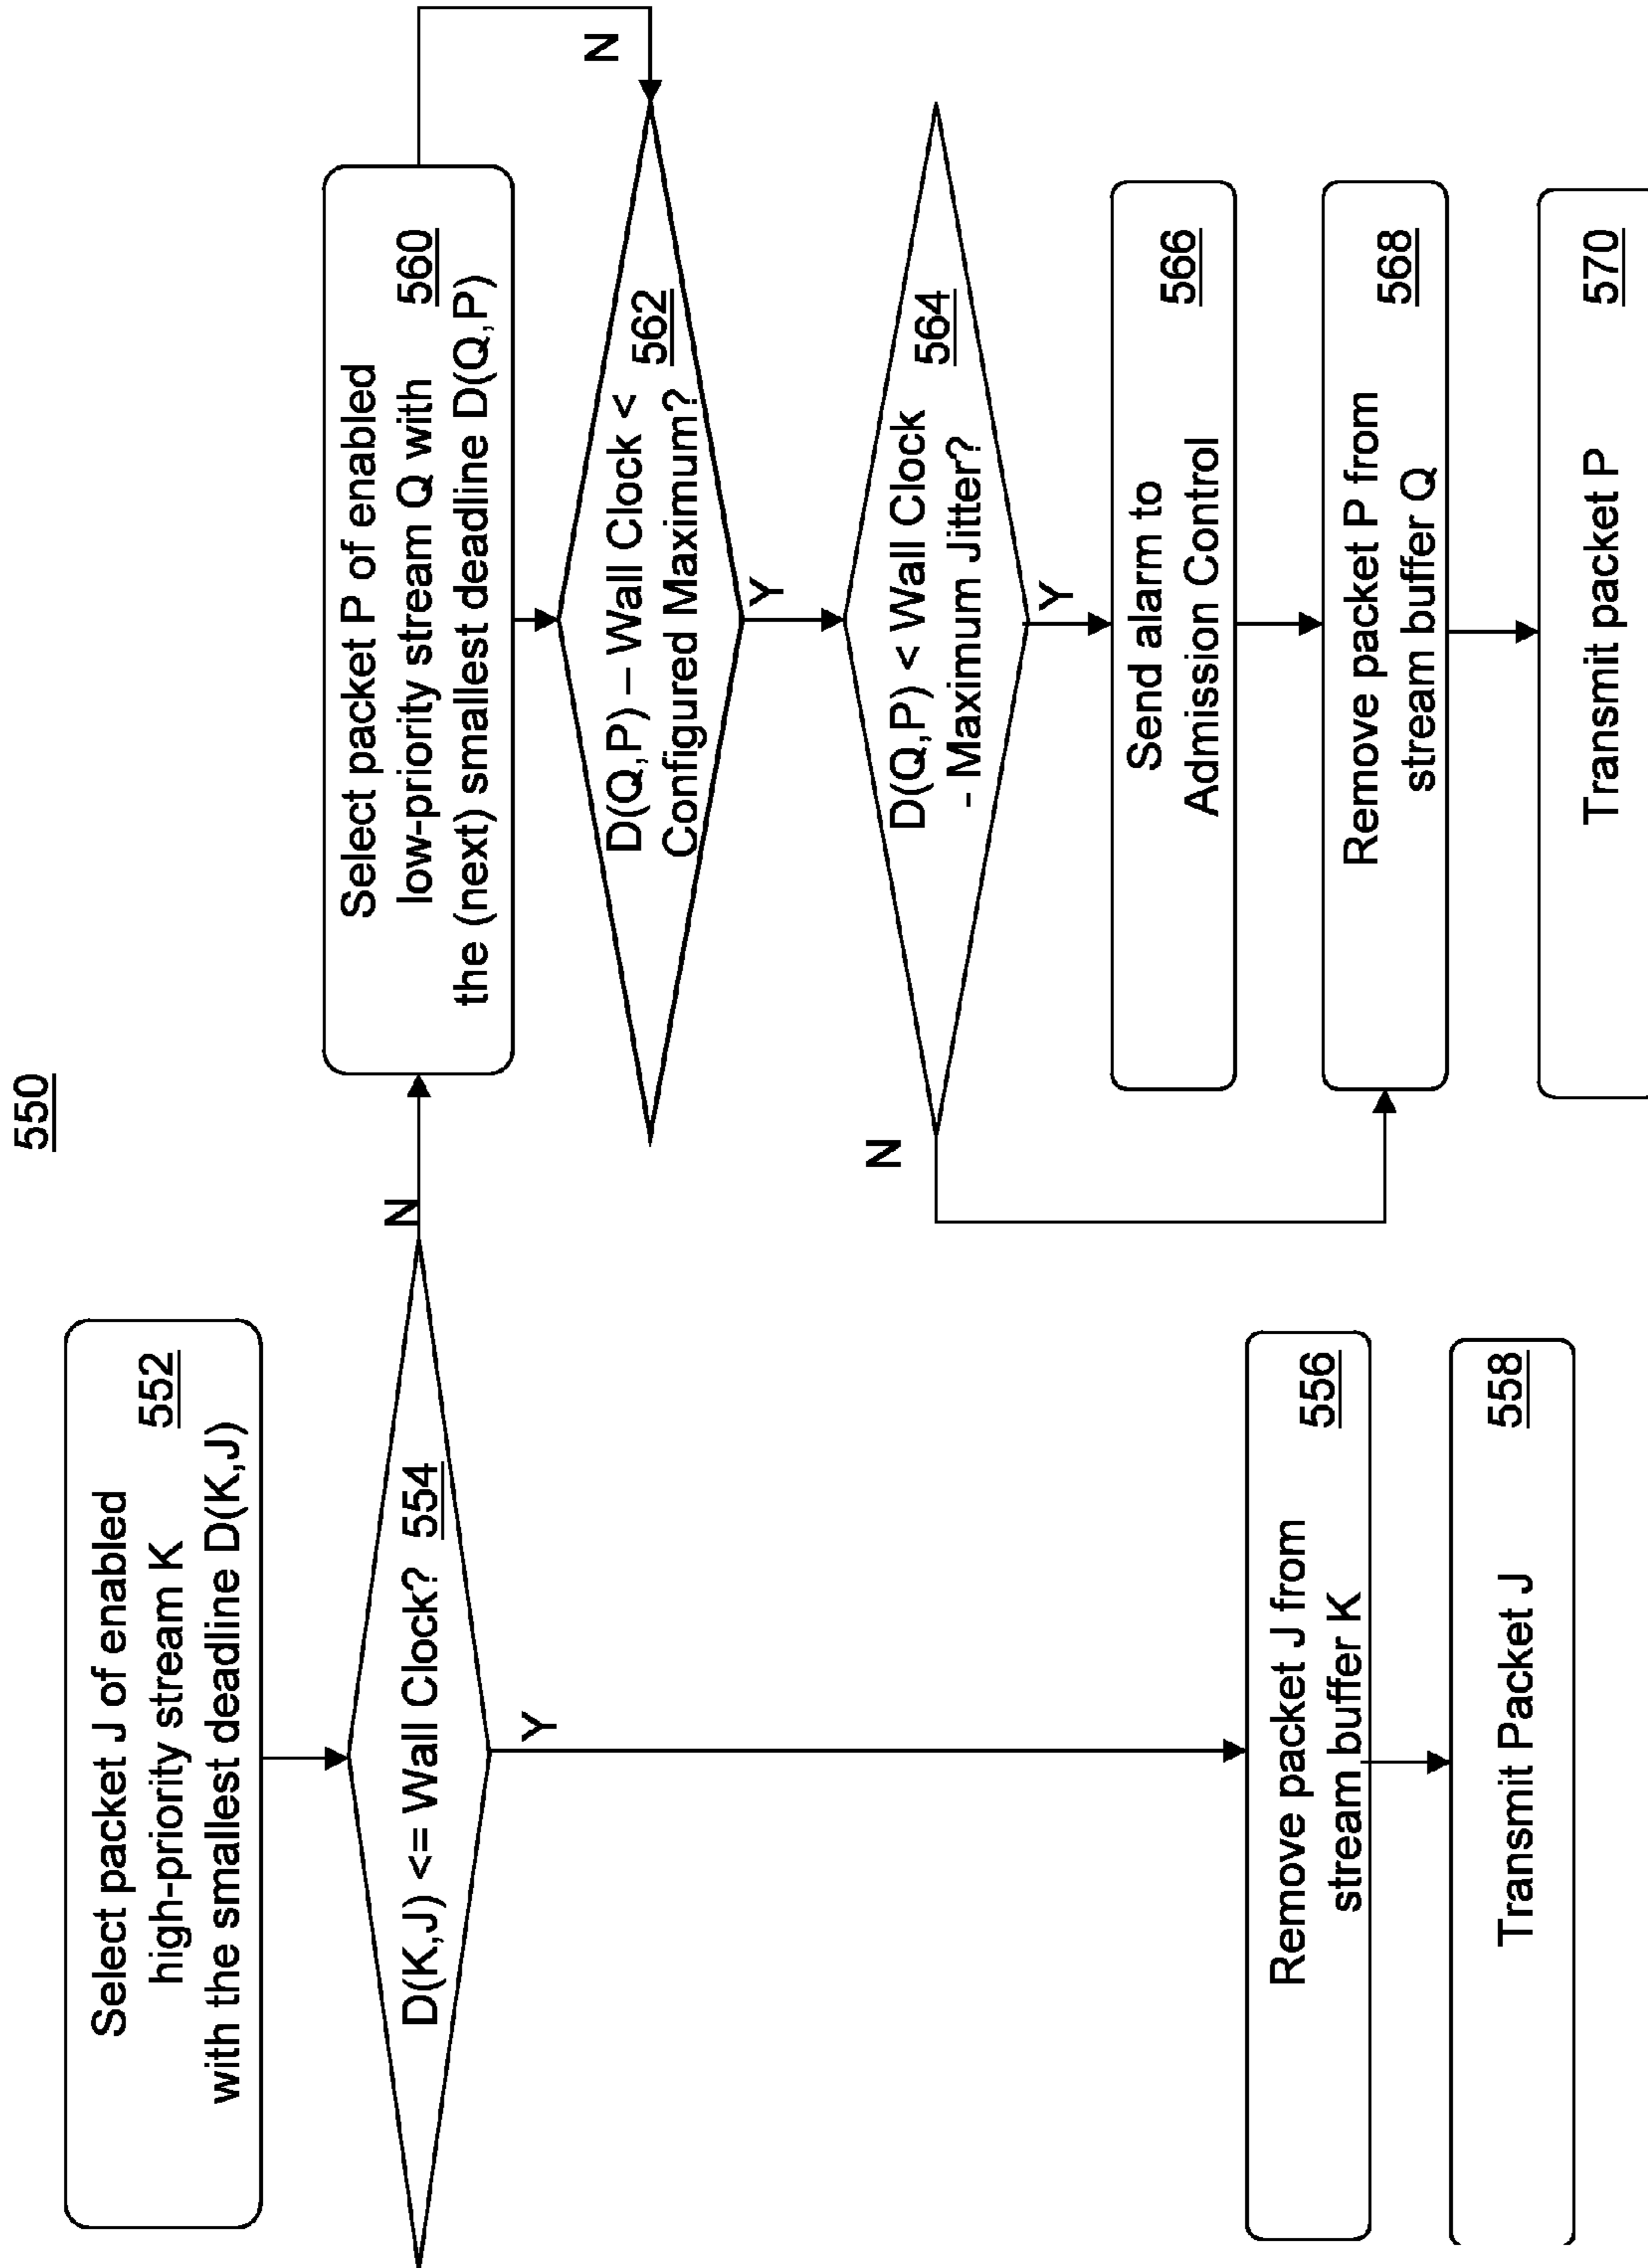 550
Select packet J of enabled
high-priority stream K 552
with the smallest deadline D(K,J)
D(K,J) <= Wall Clock? 554
N
Y
Remove packet J from 556
stream buffer K
Transmit Packet J 558
Select packet P of enabled
low-priority stream Q with 560
the (next) smallest deadline D(Q,P)
N
D(Q,P) – Wall Clock < 562
Configured Maximum?
Y
D(Q,P) < Wall Clock 564
- Maximum Jitter?
N
Y
Send alarm to 566
Admission Control
Remove packet P from 568
stream buffer Q
Transmit packet P 570